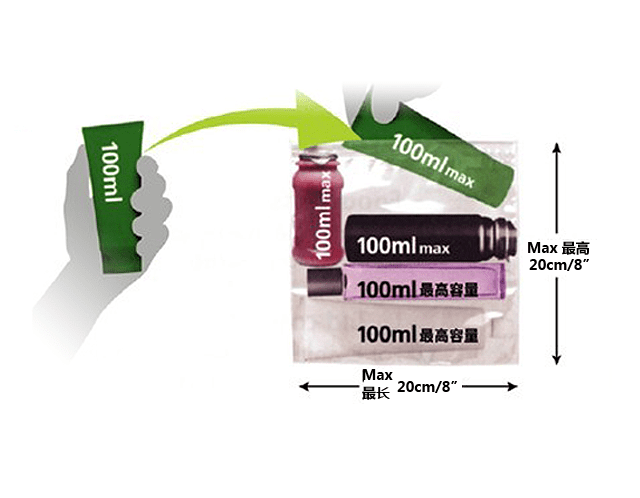 100ml
100ml max
100ml max
100ml max
100ml 最高容量
100ml 最高容量
Max 最高
20cm/8”
Max
最长 20cm/8”